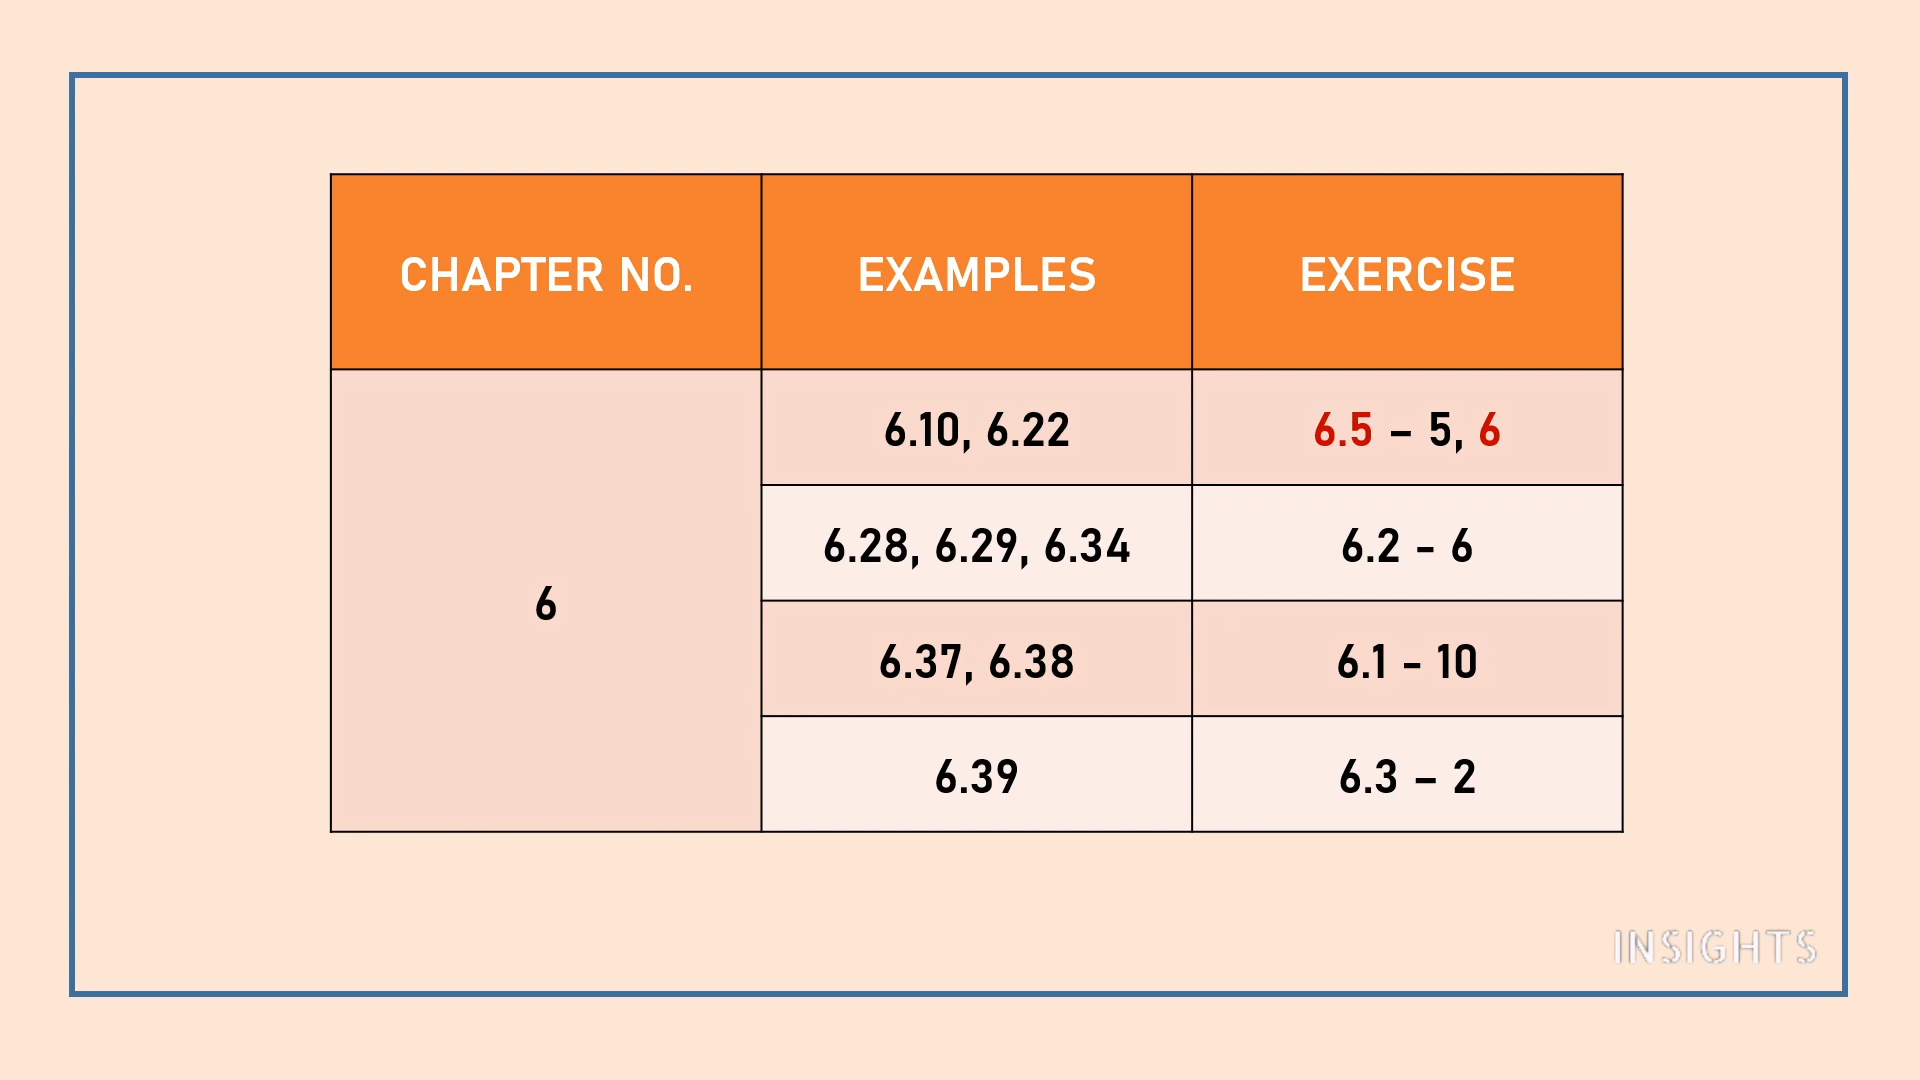 CHAPTER NO. EXAMPLES EXERCISE
6.10, 6.22 6.5 – 5, 6
6.28, 6.29, 6.34 6.2 - 6
6
6.37, 6.38 6.1 - 10
6.39 6.3 – 2
INSIGHTS